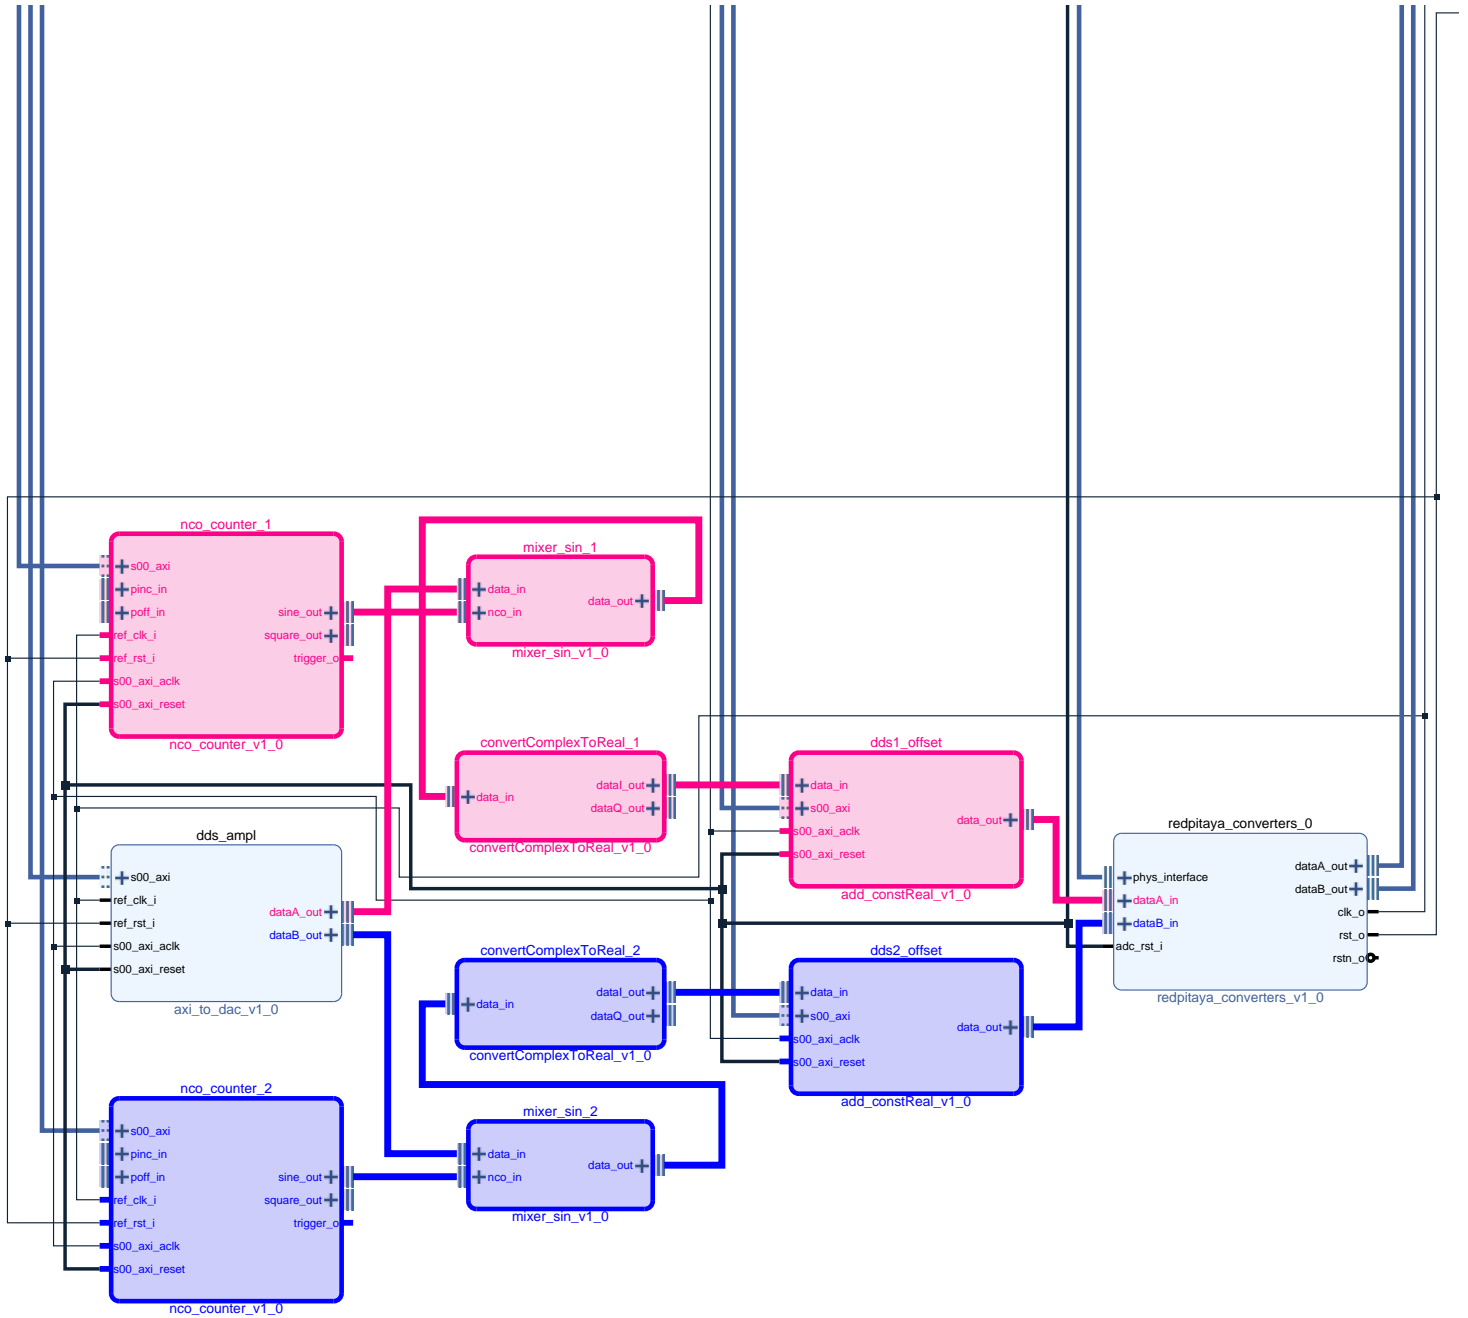 nco_counter_1
s00_axi
pinc_in
poff_in
ref_clk_i
ref_rst_i
s00_axi_aclk
s00_axi_reset
sine_out
square_out
trigger_o
nco_counter_v1_0
mixer_sin_1
data_in
nco_in
data_out
mixer_sin_v1_0
convertComplexToReal_1
data_in
dataI_out
dataQ_out
convertComplexToReal_v1_0
dds1_offset
data_in
s00_axi
s00_axi_aclk
s00_axi_reset
data_out
add_constReal_v1_0
dds_ampl
s00_axi
ref_clk_i
ref_rst_i
s00_axi_aclk
s00_axi_reset
dataA_out
dataB_out
axi_to_dac_v1_0
redpitaya_converters_0
phys_interface
dataA_in
dataB_in
adc_rst_i
dataA_out
dataB_out
clk_o
rst_o
rstn_o
redpitaya_converters_v1_0
convertComplexToReal_2
data_in
dataI_out
dataQ_out
convertComplexToReal_v1_0
dds2_offset
data_in
s00_axi
s00_axi_aclk
s00_axi_reset
data_out
add_constReal_v1_0
nco_counter_2
s00_axi
pinc_in
poff_in
ref_clk_i
ref_rst_i
s00_axi_aclk
s00_axi_reset
sine_out
square_out
trigger_o
nco_counter_v1_0
mixer_sin_2
data_in
nco_in
data_out
mixer_sin_v1_0